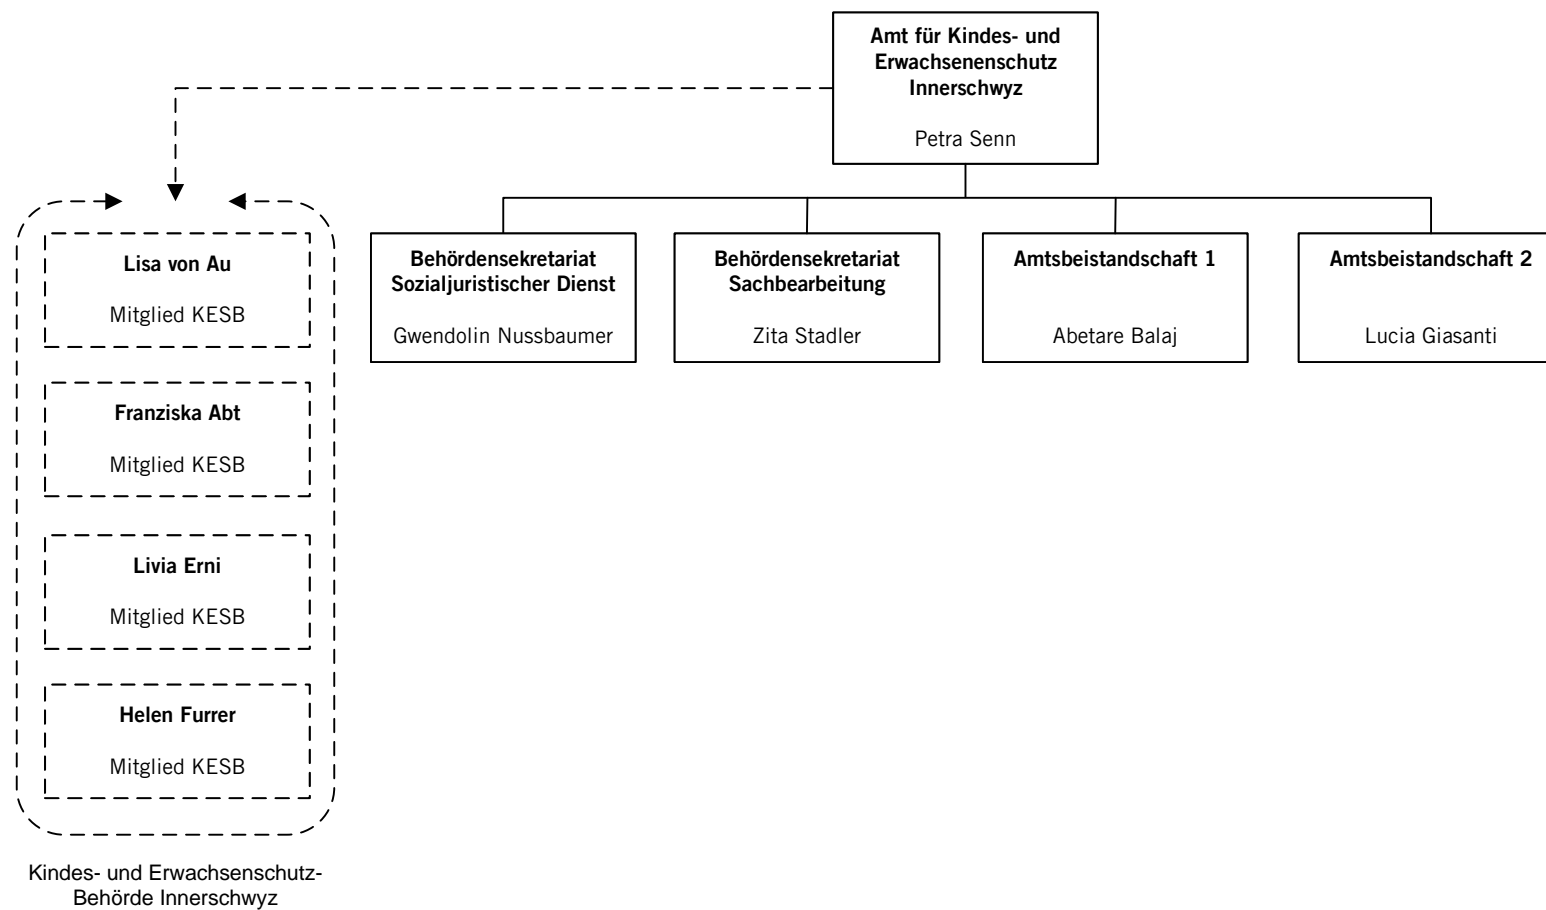 Amt für Kindes- und
Erwachsenenschutz
Innerschwyz
Petra Senn
Lisa von Au
Mitglied KESB
Franziska Abt
Mitglied KESB
Livia Erni
Mitglied KESB
Helen Furrer
Mitglied KESB
Kindes- und Erwachsenschutz-
Behörde Innerschwyz
Behördensekretariat
Sozialjuristischer Dienst
Gwendolin Nussbaumer
Behördensekretariat
Sachbearbeitung
Zita Stadler
Amtsbeistandschaft 1
Abetare Balaj
Amtsbeistandschaft 2
Lucia Giasanti